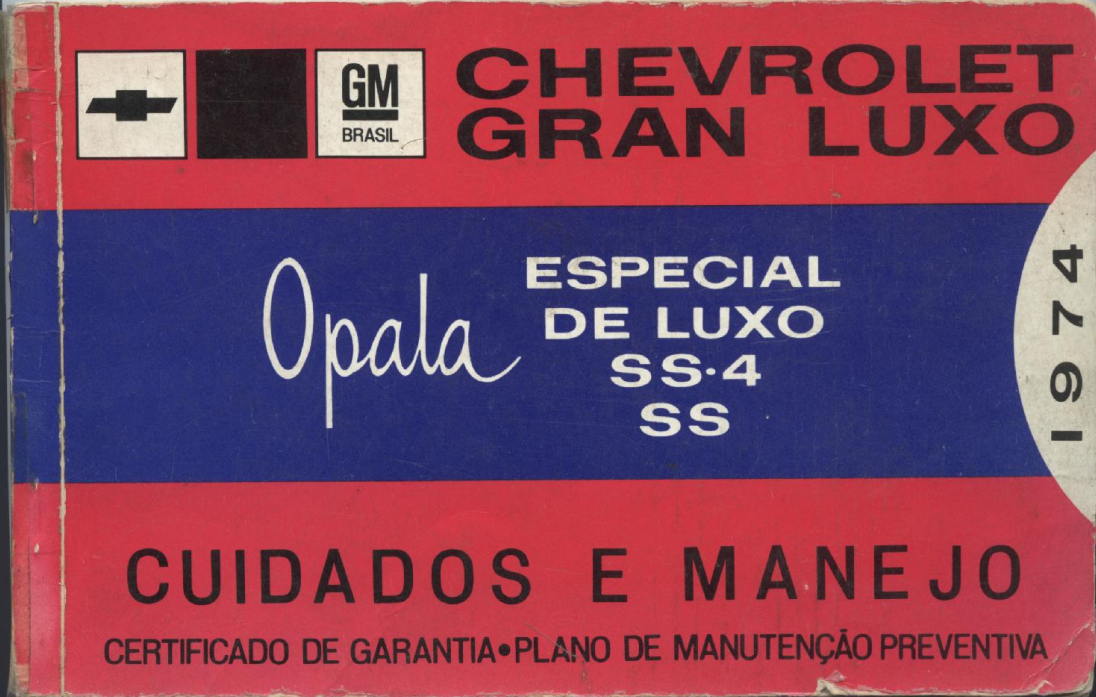 GM
BRASIL
CHEVROLET
GRAN LUXO
1974
Opala
ESPECIAL
DE LUXO
SS·4
SS
CUIDADOS E MANEJO
CERTIFICADO DE GARANTIA•PLANO DE MANUTENÇÃO PREVENTIVA